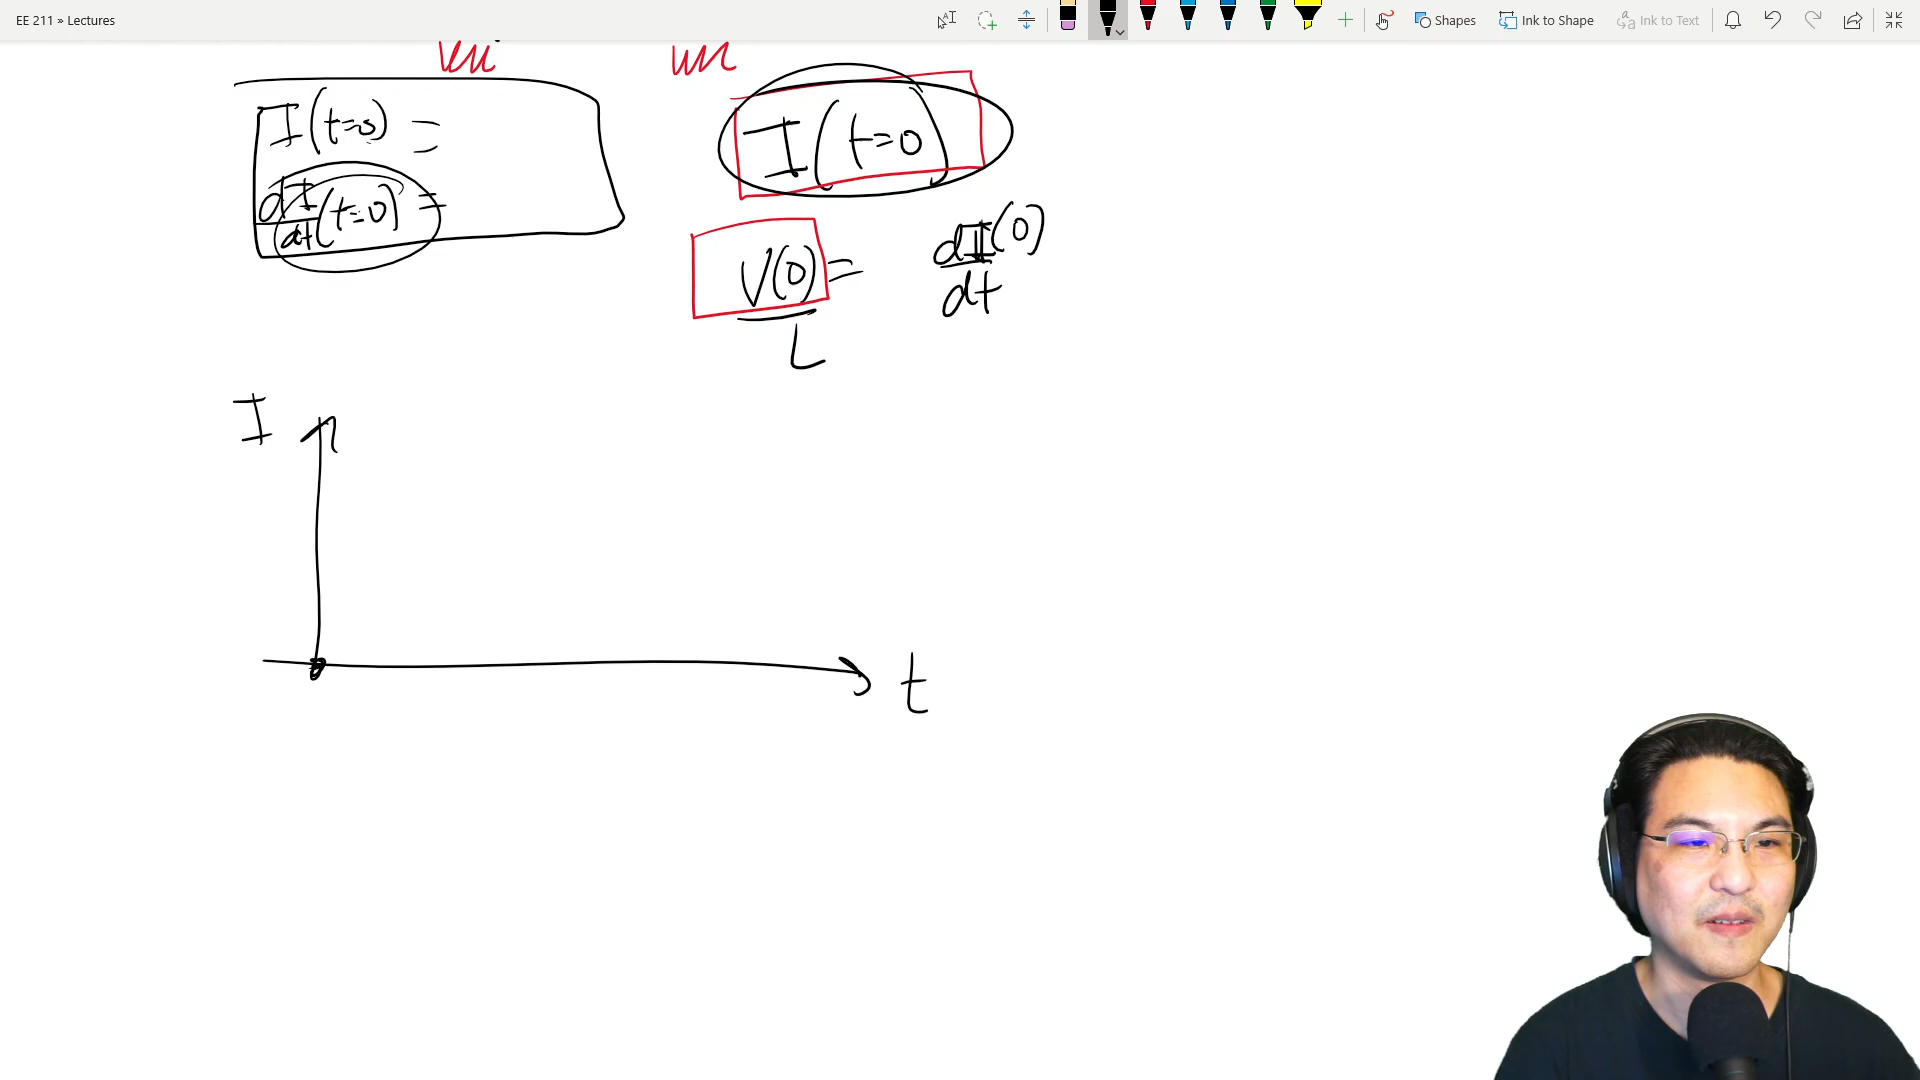 EE 211 » Lectures
Shapes
Ink to Shape
Ink to Text
I(t=0) =
dI/dt (t=0) =
I(t=0)
V(0)/L = dI(0)/dt
I
t